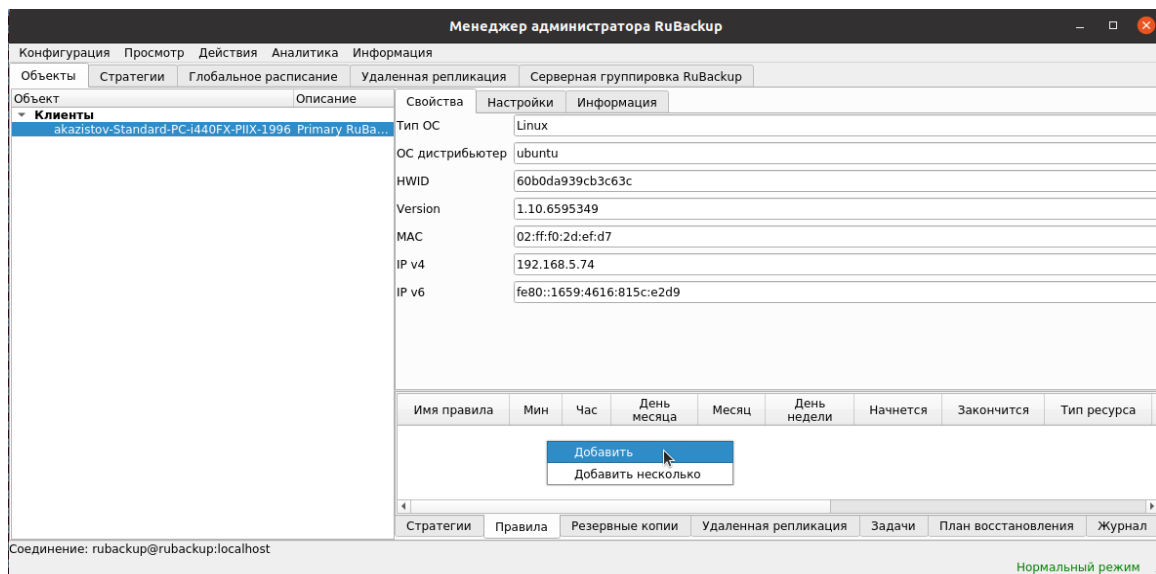 Менеджер администратора RuBackup
Конфигурация Просмотр Действия Аналитика Информация
Объекты Стратегии Глобальное расписание Удаленная репликация Серверная группировка RuBackup
Объект Описание
Клиенты
akazistov-Standard-PC-i440FX-PIIX-1996 Primary RuBa...
Свойства Настройки Информация
Тип ОС Linux
ОС дистрибьютер ubuntu
HWID 60b0da939cb3c63c
Version 1.10.6595349
MAC 02:ff:f0:2d:ef:d7
IP v4 192.168.5.74
IP v6 fe80::1659:4616:815c:e2d9
Имя правила Мин Час День месяца Месяц День недели Начнется Закончится Тип ресурса
Добавить
Добавить несколько
Стратегии Правила Резервные копии Удаленная репликация Задачи План восстановления Журнал
Соединение: rubackup@rubackup:localhost
Нормальный режим